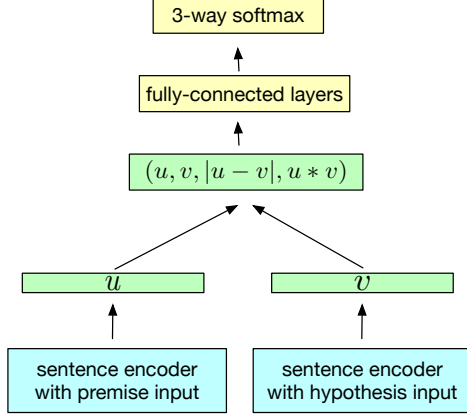 3-way softmax
fully-connected layers
(u, v, |u − v|, u ∗ v)
u
v
sentence encoder
with premise input
sentence encoder
with hypothesis input